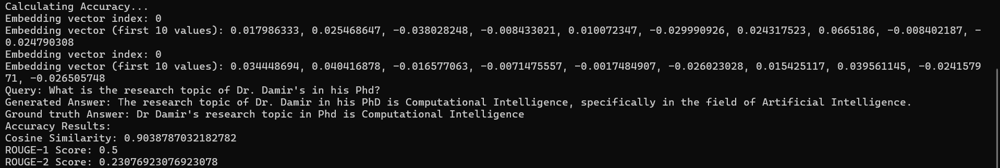 Calculating Accuracy...
Embedding vector index: 0
Embedding vector (first 10 values): 0.017986333, 0.025468647, -0.038028248, -0.008433021, 0.010072347, -0.029990926, 0.024317523, 0.0665186, -0.008402187, -
0.024790308
Embedding vector index: 0
Embedding vector (first 10 values): 0.034448694, 0.040416878, -0.016577063, -0.0071475557, -0.0017484907, -0.026023028, 0.015425117, 0.039561145, -0.0241579
71, -0.026505748
Query: What is the research topic of Dr. Damir's in his Phd?
Generated Answer: The research topic of Dr. Damir in his PhD is Computational Intelligence, specifically in the field of Artificial Intelligence.
Ground truth Answer: Dr Damir's research topic in Phd is Computational Intelligence
Accuracy Results:
Cosine Similarity: 0.9038787032182782
ROUGE-1 Score: 0.5
ROUGE-2 Score: 0.23076923076923078